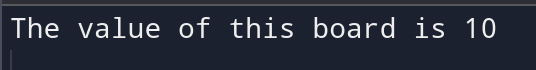 The value of this board is 10